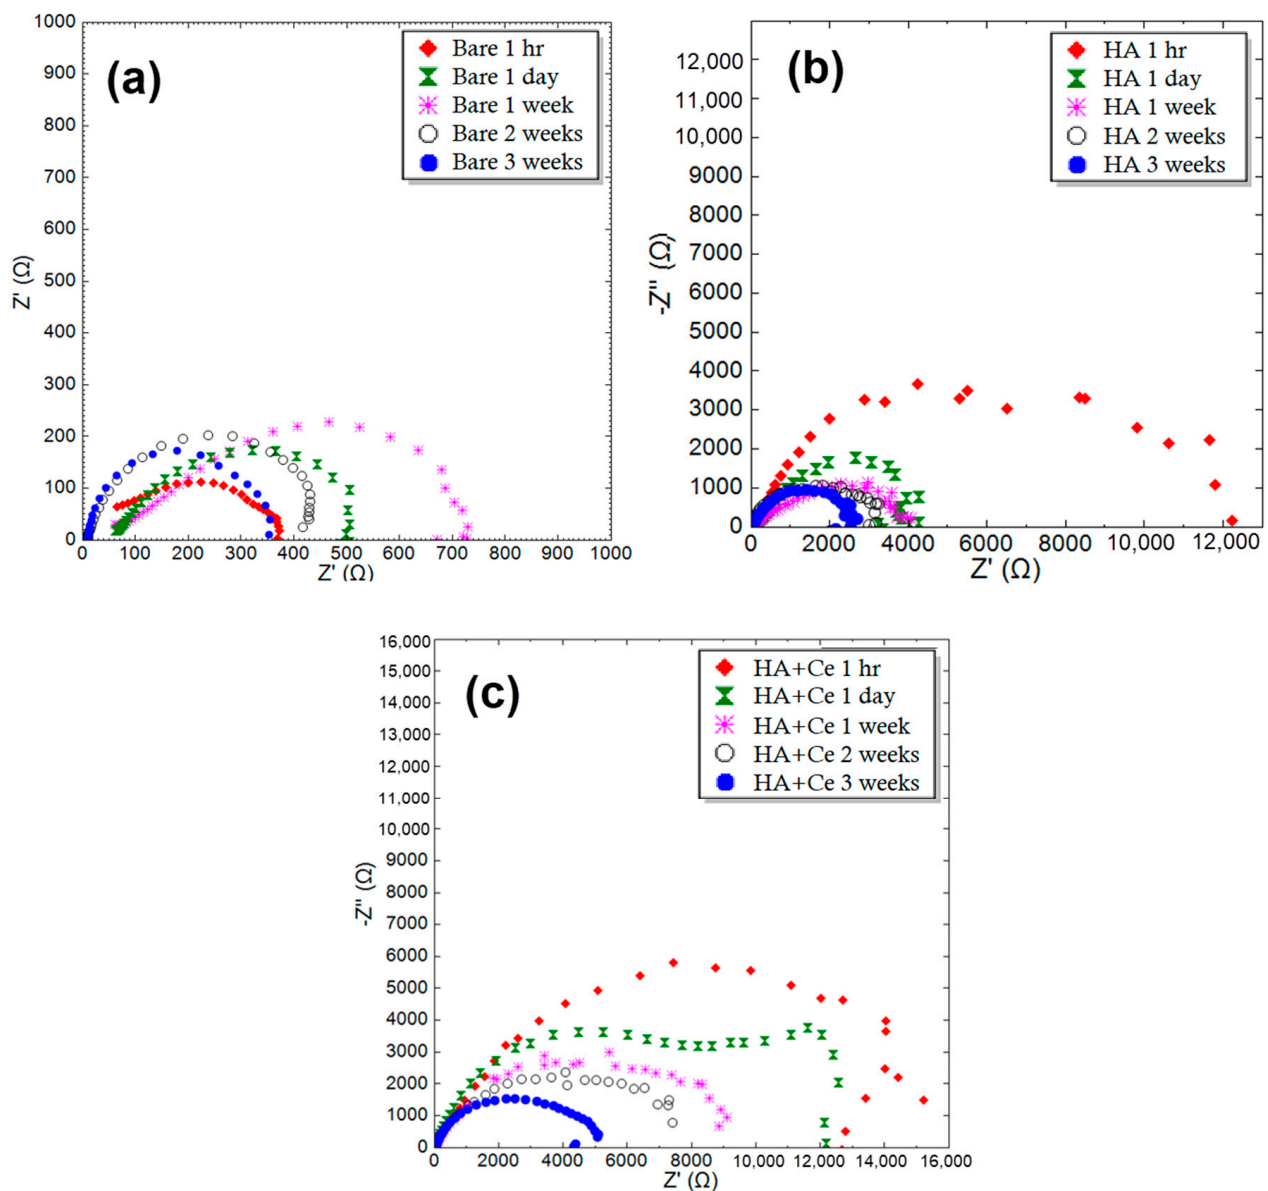 (a)
Bare 1 hr
Bare 1 day
Bare 1 week
Bare 2 weeks
Bare 3 weeks
1000
900
800
700
600
500
400
300
200
100
0
Z' (Ω)
0 100 200 300 400 500 600 700 800 900 1000
Z' (Ω)
(b)
HA 1 hr
HA 1 day
HA 1 week
HA 2 weeks
HA 3 weeks
12,000
11,000
10,000
9000
8000
7000
6000
5000
4000
3000
2000
1000
0
-Z" (Ω)
0 2000 4000 6000 8000 10,000 12,000
Z' (Ω)
(c)
HA+Ce 1 hr
HA+Ce 1 day
HA+Ce 1 week
HA+Ce 2 weeks
HA+Ce 3 weeks
16,000
15,000
14,000
13,000
12,000
11,000
10,000
9000
8000
7000
6000
5000
4000
3000
2000
1000
0
-Z" (Ω)
0 2000 4000 6000 8000 10,000 12,000 14,000 16,000
Z' (Ω)